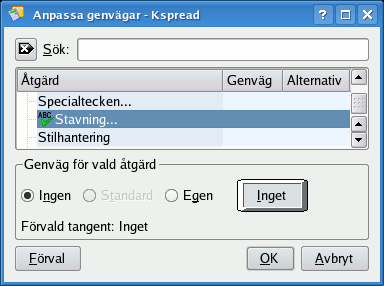 Anpassa genvägar - Kspread
Sök:
Åtgärd Genväg Alternativ
Specialtecken...
ABC Stavning...
Stilhantering
Genväg för vald åtgärd
Ingen Standard Egen Inget
Förvald tangent: Inget
Förval OK Avbryt